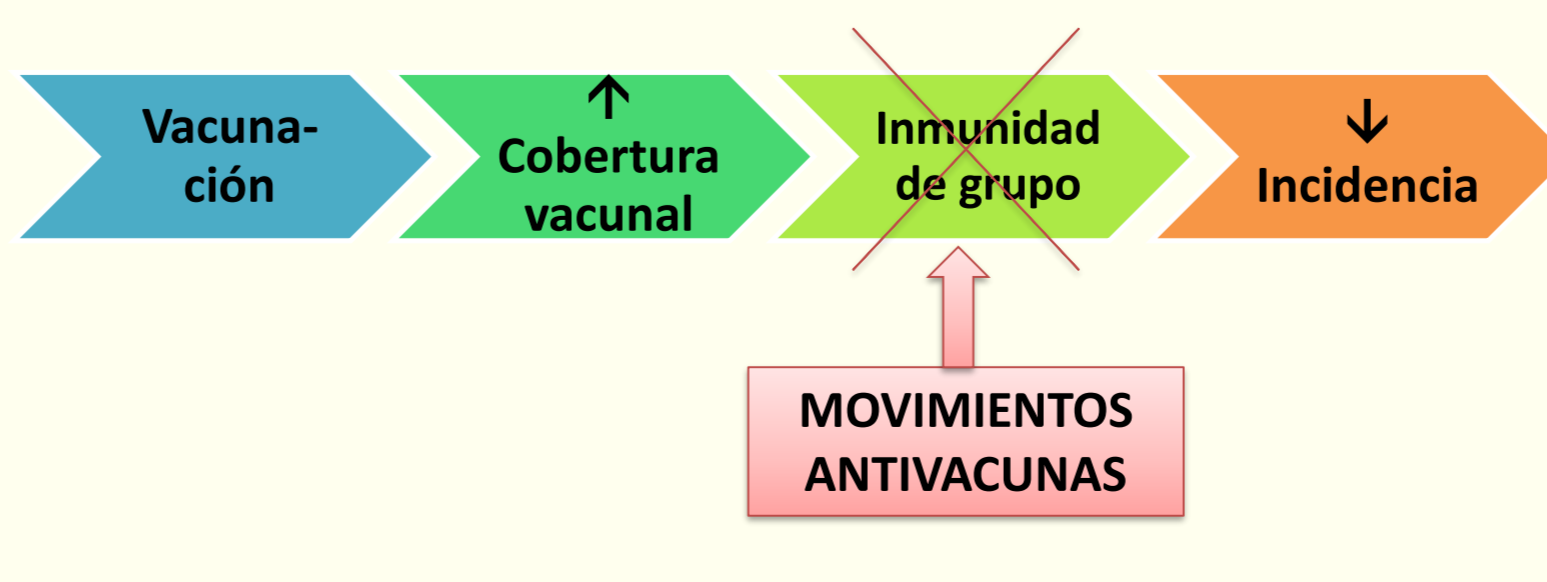 Vacuna-
ción
↑
Cobertura
vacunal
Inmunidad
de grupo
↓
Incidencia
MOVIMIENTOS
ANTIVACUNAS